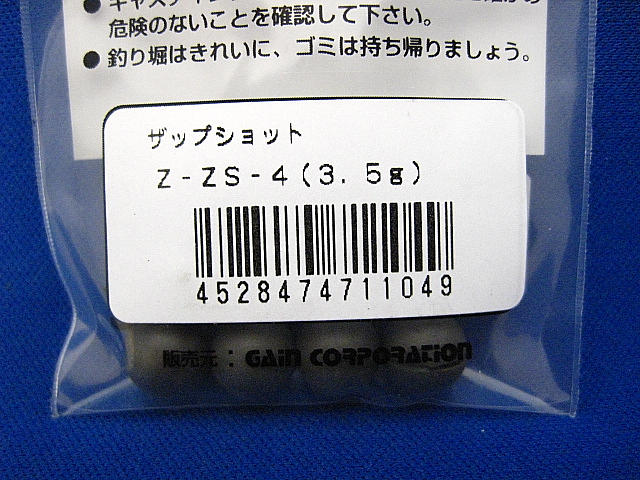 危険のないことを確認して下さい。
●釣り堀はきれいに、ゴミは持ち帰りましょう。
ザップショット
Z-ZS-4(3.5g)
4528474711049
販売元：GAIN CORPORATION